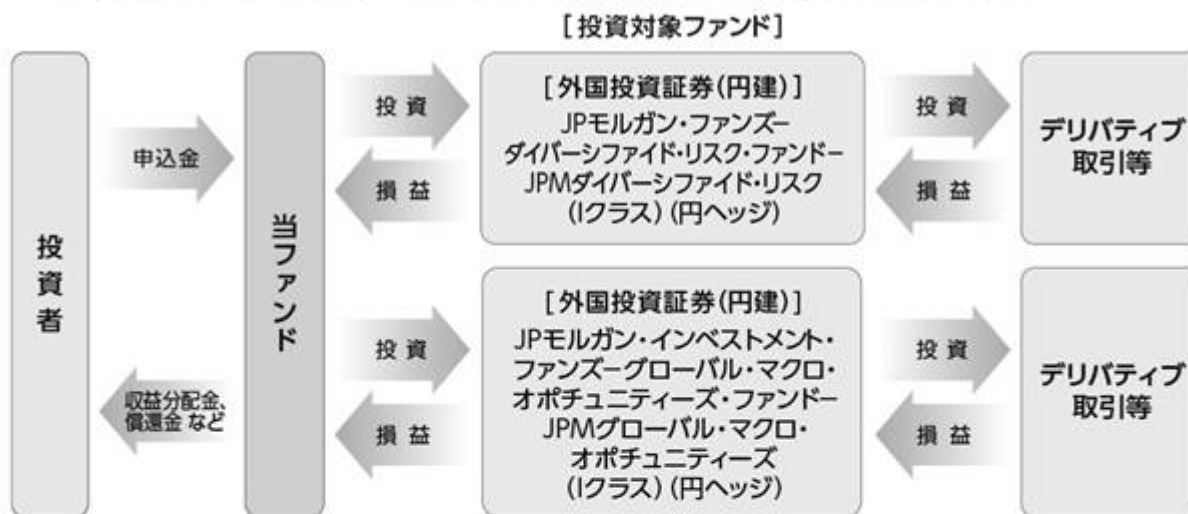 [投資対象ファンド]
投資者
申込金
収益分配金、
償還金 など
当ファンド
投資
損益
[外国投資証券(円建)]
JPモルガン・ファンズー
ダイバーシファイド・リスク・ファンドー
JPMダイバーシファイド・リスク
(Iクラス)(円ヘッジ)
投資
損益
デリバティブ
取引等
投資
損益
[外国投資証券(円建)]
JPモルガン・インベストメント・
ファンズーグローバル・マクロ・
オポチュニティーズ・ファンドー
JPMグローバル・マクロ・
オポチュニティーズ
(Iクラス)(円ヘッジ)
投資
損益
デリバティブ
取引等